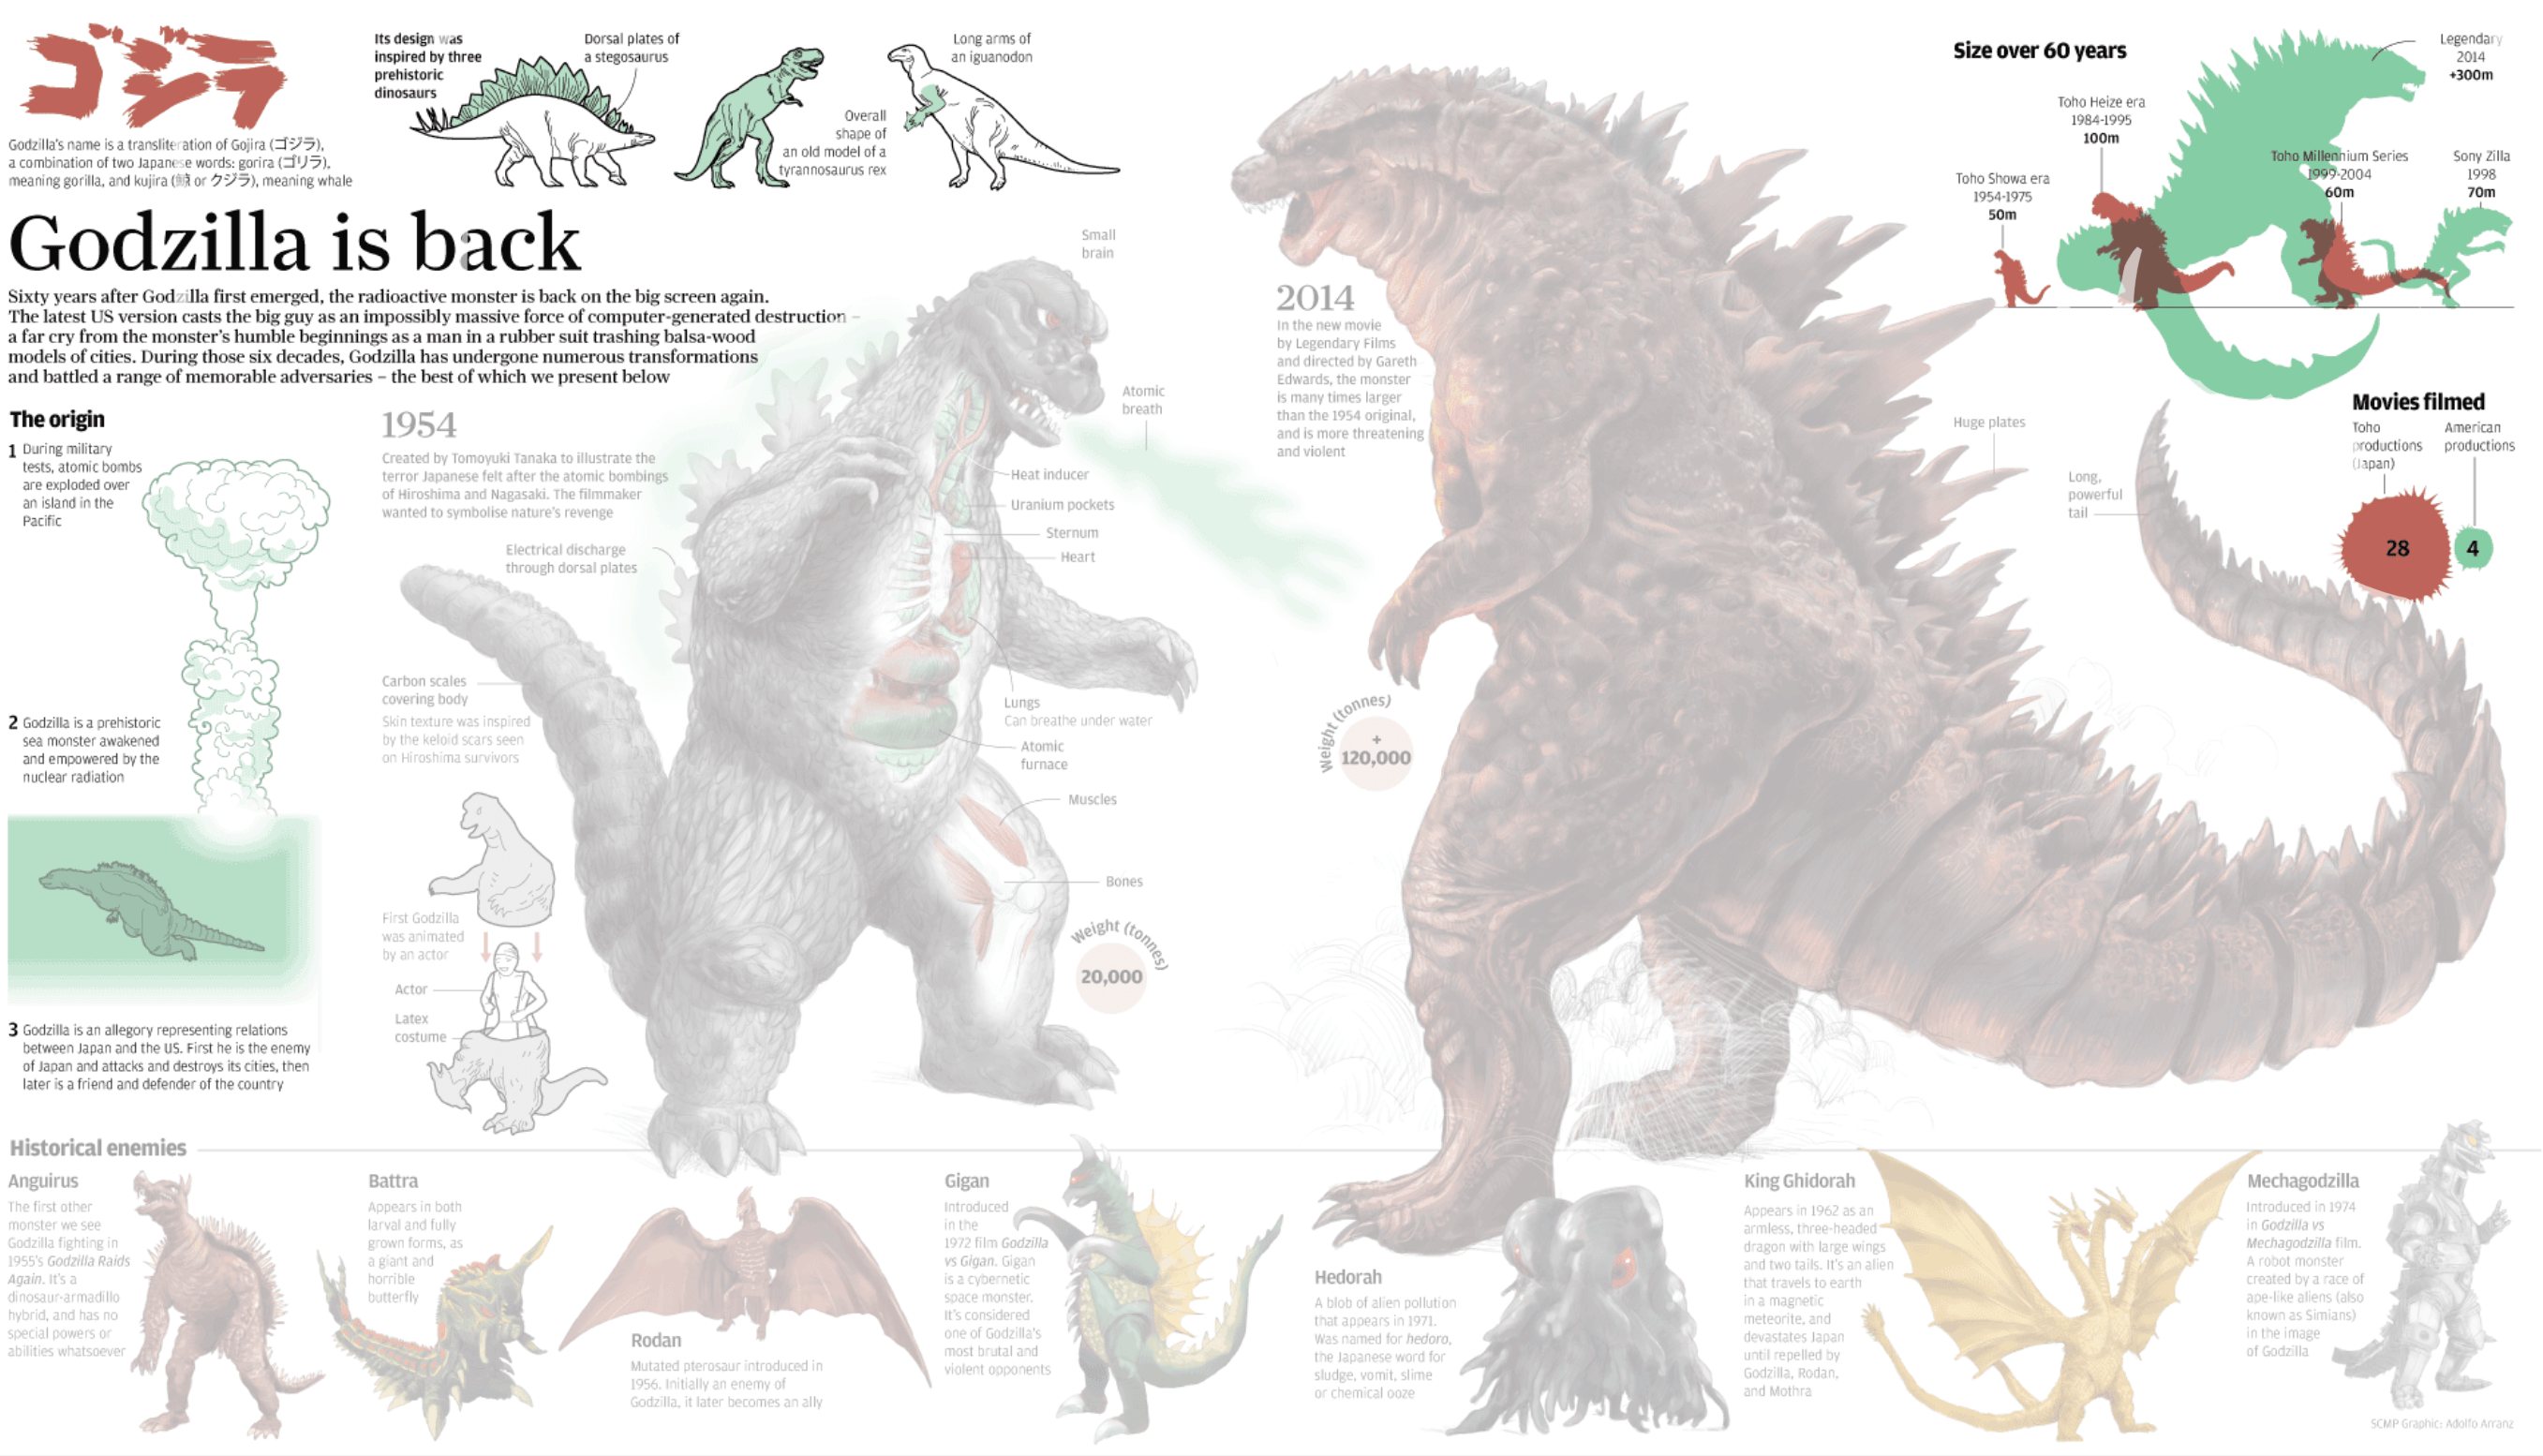 ゴジラ
Godzilla's name is a transliteration of Gojira (ゴジラ),
a combination of two Japanese words: gorira (ゴリラ),
meaning gorilla, and kujira (鯨 or クジラ), meaning whale
Its design was
inspired by three
prehistoric
dinosaurs
Dorsal plates of
a stegosaurus
Overall
shape of
an old model of a
tyrannosaurus rex
Long arms of
an iguanodon
Godzilla is back
Sixty years after Godzilla first emerged, the radioactive monster is back on the big screen again.
The latest US version casts the big guy as an impossibly massive force of computer-generated destruction –
a far cry from the monster's humble beginnings as a man in a rubber suit trashing balsa-wood
models of cities. During those six decades, Godzilla has undergone numerous transformations
and battled a range of memorable adversaries – the best of which we present below
Size over 60 years
Toho Showa era
1954-1975
50m
Toho Heize era
1984-1995
100m
Legendary
2014
+300m
Toho Millennium Series
1999-2004
60m
Sony Zilla
1998
70m
Movies filmed
Toho
productions
(Japan)
American
productions
28
4
The origin
1 During military
tests, atomic bombs
are exploded over
an island in the
Pacific
2 Godzilla is a prehistoric
sea monster awakened
and empowered by the
nuclear radiation
3 Godzilla is an allegory representing relations
between Japan and the US. First he is the enemy
of Japan and attacks and destroys its cities, then
later is a friend and defender of the country
1954
Created by Tomoyuki Tanaka to illustrate the
terror Japanese felt after the atomic bombings
of Hiroshima and Nagasaki. The filmmaker
wanted to symbolise nature's revenge
Electrical discharge
through dorsal plates
Carbon scales
covering body
Skin texture was inspired
by the keloid scars seen
on Hiroshima survivors
First Godzilla
was animated
by an actor
Actor
Latex
costume
Small
brain
Atomic
breath
Heat inducer
Uranium pockets
Sternum
Heart
Lungs
Can breathe under water
Atomic
furnace
Muscles
Bones
Weight (tonnes)
20,000
2014
In the new movie
by Legendary Films
and directed by Gareth
Edwards, the monster
is many times larger
than the 1954 original,
and is more threatening
and violent
Huge plates
Long,
powerful
tail
Weight (tonnes)
+
120,000
Historical enemies
Anguirus
The first other
monster we see
Godzilla fighting in
1955's Godzilla Raids
Again. It's a
dinosaur-armadillo
hybrid, and has no
special powers or
abilities whatsoever
Battra
Appears in both
larval and fully
grown forms, as
a giant and
horrible
butterfly
Rodan
Mutated pterosaur introduced in
1956. Initially an enemy of
Godzilla, it later becomes an ally
Gigan
Introduced
in the
1972 film Godzilla
vs Gigan. Gigan
is a cybernetic
space monster.
It's considered
one of Godzilla's
most brutal and
violent opponents
Hedorah
A blob of alien pollution
that appears in 1971.
Was named for hedoro,
the Japanese word for
sludge, vomit, slime
or chemical ooze
King Ghidorah
Appears in 1962 as an
armless, three-headed
dragon with large wings
and two tails. It's an alien
that travels to earth
in a magnetic
meteorite, and
devastates Japan
until repelled by
Godzilla, Rodan,
and Mothra
Mechagodzilla
Introduced in 1974
in Godzilla vs
Mechagodzilla film.
A robot monster
created by a race of
ape-like aliens (also
known as Simians)
in the image
of Godzilla
SCMP Graphic: Adolfo Arranz